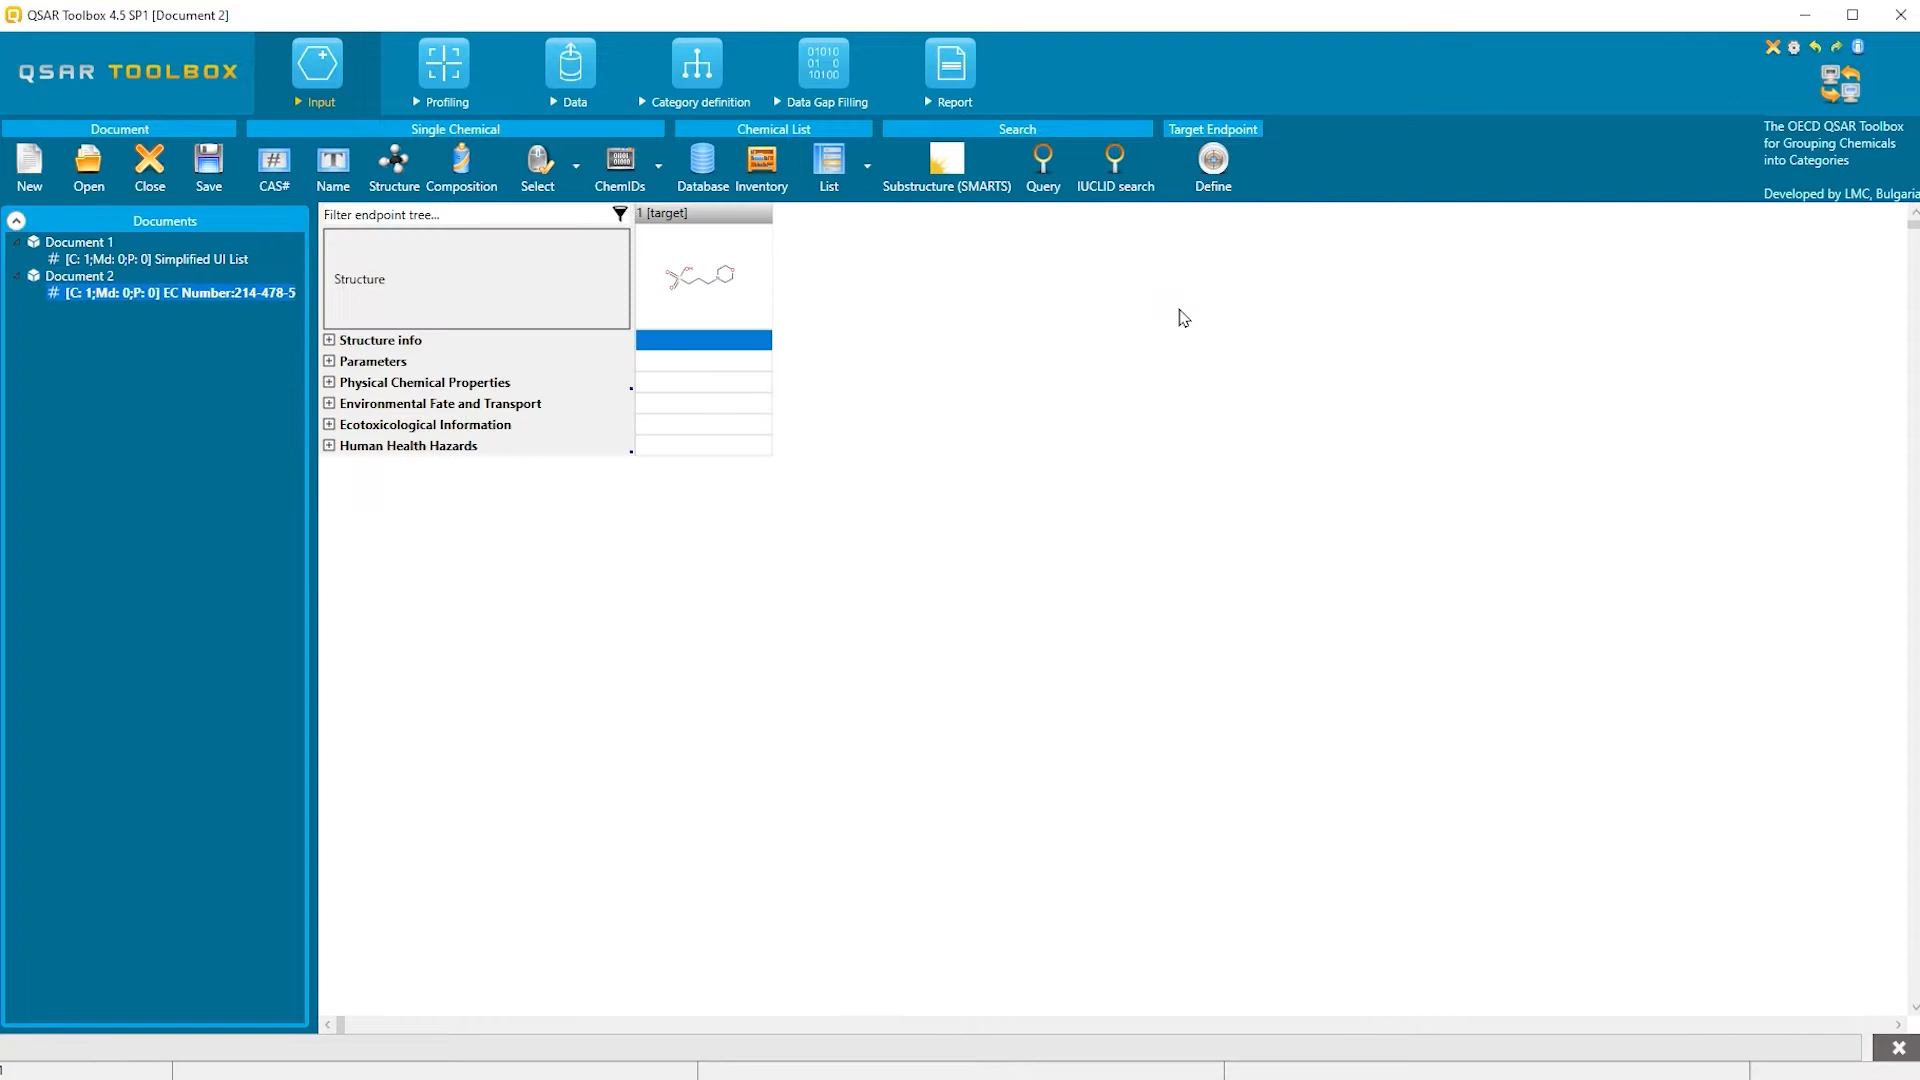 QSAR Toolbox 4.5 SP1 [Document 2]
QSAR TOOLBOX
01010
01 0
10100
Input
Profiling
Data
Category definition
Data Gap Filling
Report
Document
Single Chemical
Chemical List
Search
Target Endpoint
The OECD QSAR Toolbox
for Grouping Chemicals
into Categories
Developed by LMC, Bulgaria
#
T
New
Open
Close
Save
CAS#
Name
Structure
Composition
Select
ChemIDs
Database
Inventory
List
Substructure (SMARTS)
Query
IUCLID search
Define
Documents
Document 1
# [C: 1;Md: 0;P: 0] Simplified UI List
Document 2
# [C: 1;Md: 0;P: 0] EC Number:214-478-5
Filter endpoint tree...
1 [target]
Structure
Structure info
Parameters
Physical Chemical Properties
Environmental Fate and Transport
Ecotoxicological Information
Human Health Hazards